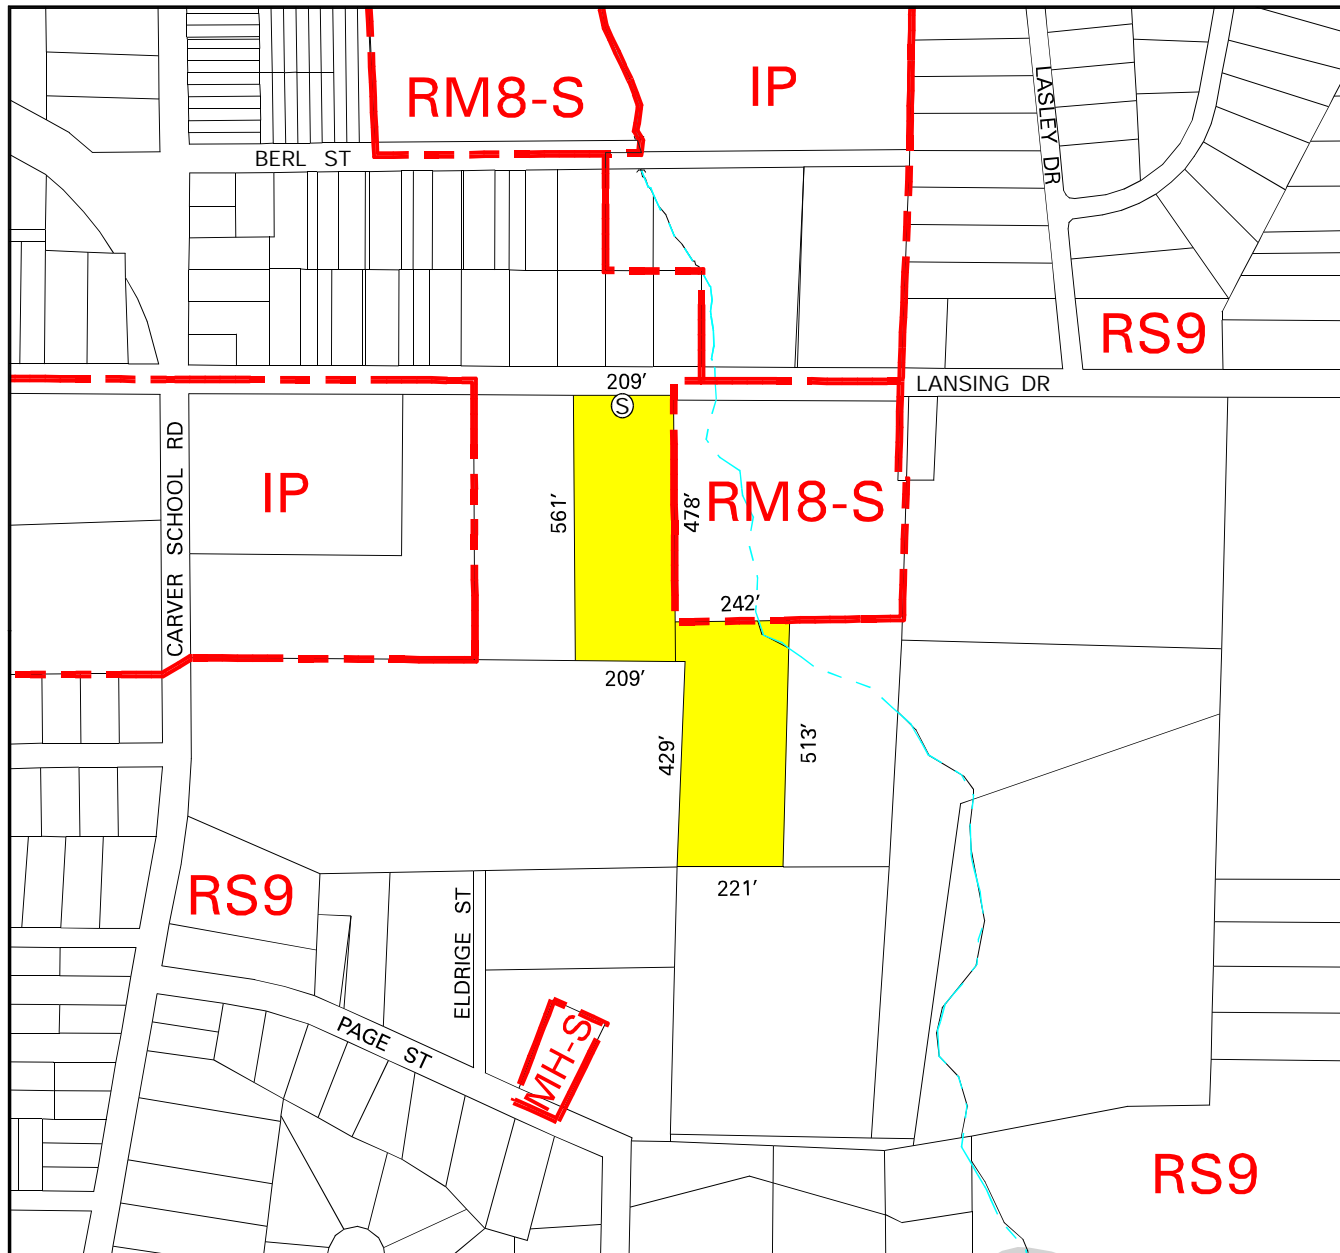 RM8-S
IP
LASLEY DR
BERL ST
RS9
209'
LANSING DR
S
CARVER SCHOOL RD
IP
561'
478'
RM8-S
242'
209'
429'
513'
RS9
221'
ELDRIGE ST
PAGE ST
MH-S
RS9